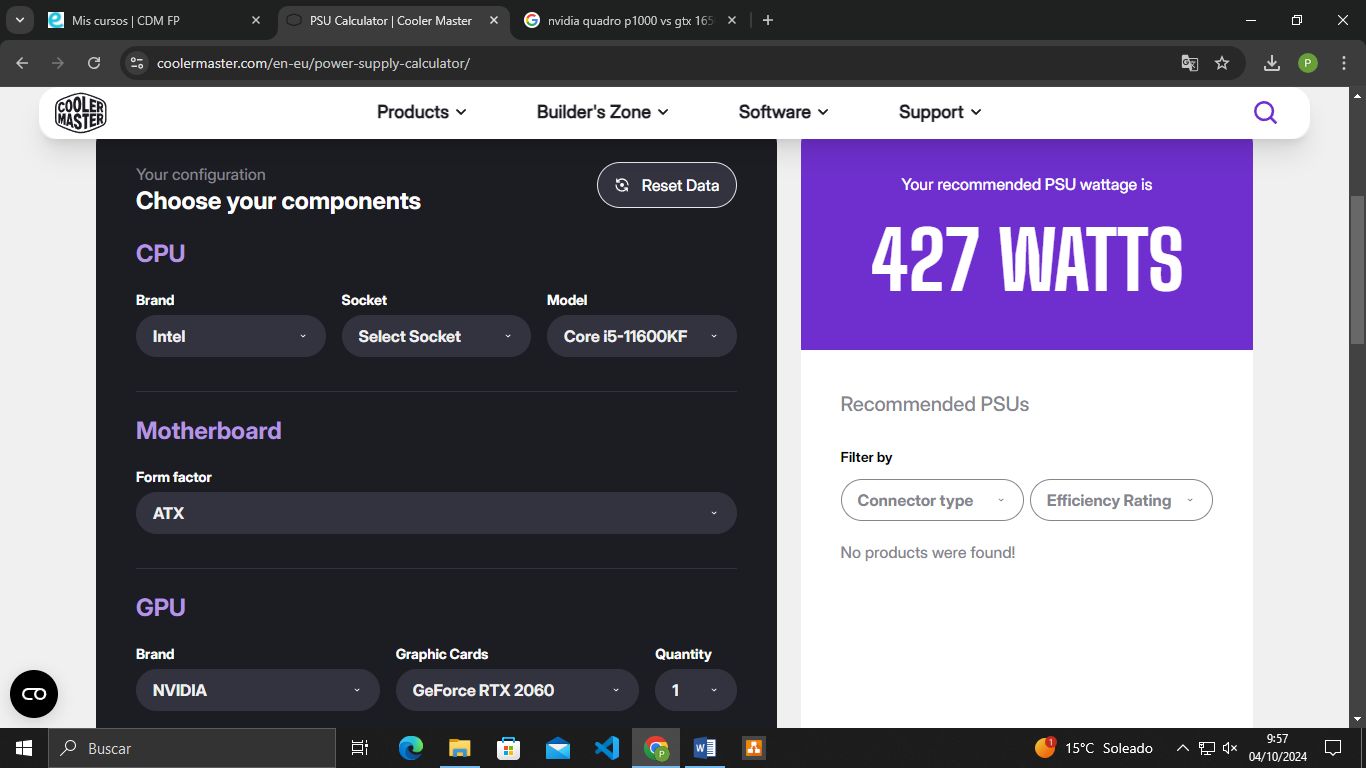 Mis cursos | CDM FP
PSU Calculator | Cooler Master
nvidia quadro p1000 vs gtx 165
coolermaster.com/en-eu/power-supply-calculator/
P
COOLER MASTER
Products
Builder's Zone
Software
Support
Your configuration
Choose your components
Reset Data
CPU
Brand
Socket
Model
Intel
Select Socket
Core i5-11600KF
Motherboard
Form factor
ATX
GPU
Brand
Graphic Cards
Quantity
NVIDIA
GeForce RTX 2060
1
Your recommended PSU wattage is
427 WATTS
Recommended PSUs
Filter by
Connector type
Efficiency Rating
No products were found!
Buscar
P
1
15°C Soleado
9:57
04/10/2024